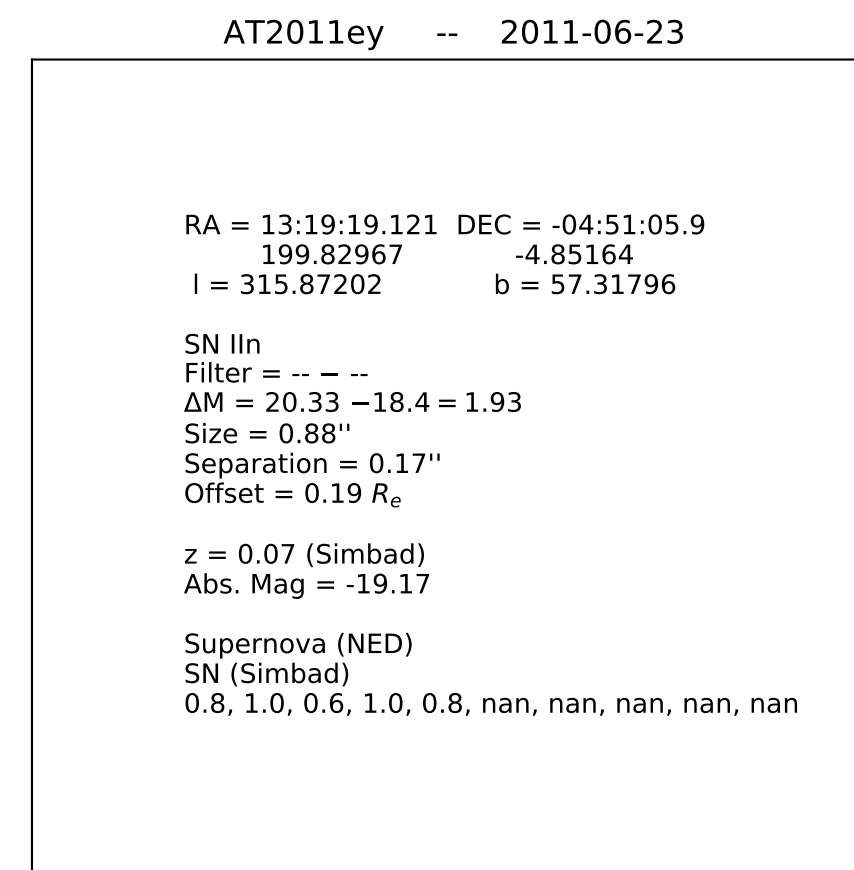 AT2011ey -- 2011-06-23
RA = 13:19:19.121 DEC = -04:51:05.9
199.82967 -4.85164
l = 315.87202 b = 57.31796
SN IIn
Filter = -- − --
ΔM = 20.33 −18.4 = 1.93
Size = 0.88''
Separation = 0.17''
Offset = 0.19 Re
z = 0.07 (Simbad)
Abs. Mag = -19.17
Supernova (NED)
SN (Simbad)
0.8, 1.0, 0.6, 1.0, 0.8, nan, nan, nan, nan, nan